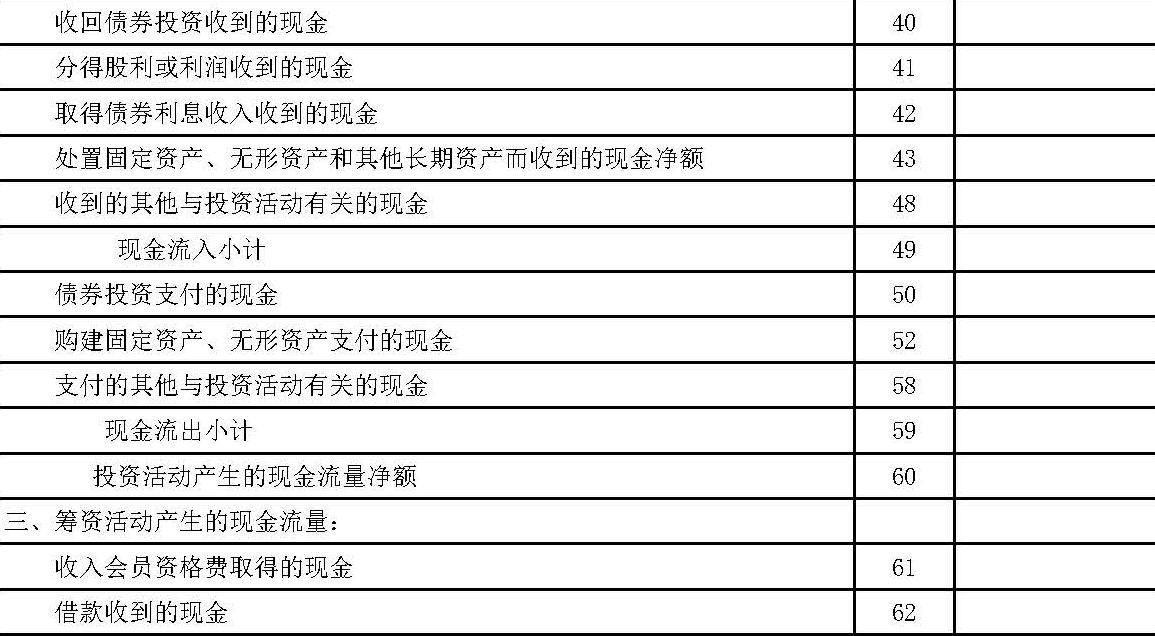 收回债券投资收到的现金 40
分得股利或利润收到的现金 41
取得债券利息收入收到的现金 42
处置固定资产、无形资产和其他长期资产而收到的现金净额 43
收到的其他与投资活动有关的现金 48
现金流入小计 49
债券投资支付的现金 50
购建固定资产、无形资产支付的现金 52
支付的其他与投资活动有关的现金 58
现金流出小计 59
投资活动产生的现金流量净额 60
三、筹资活动产生的现金流量：
收入会员资格费取得的现金 61
借款收到的现金 62